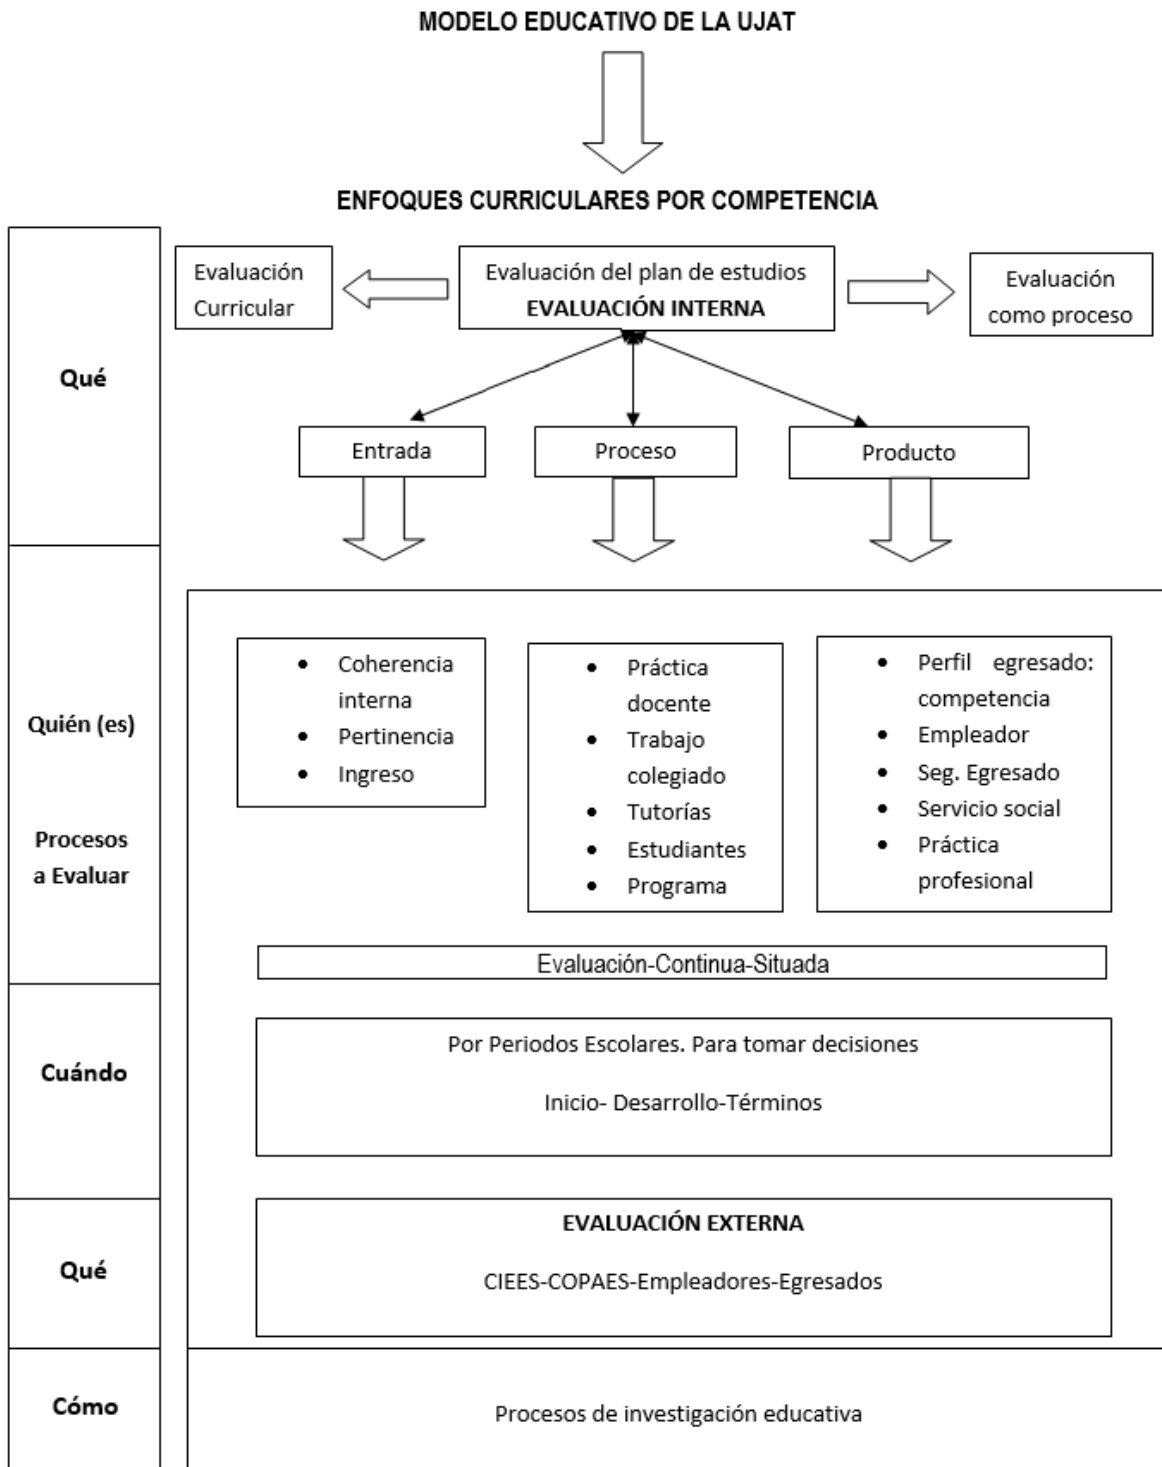 MODELO EDUCATIVO DE LA UJAT
ENFOQUES CURRICULARES POR COMPETENCIA
Qué
Evaluación
Curricular
Evaluación del plan de estudios
EVALUACIÓN INTERNA
Evaluación
como proceso
Entrada
Proceso
Producto
Quién (es)
Procesos
a Evaluar
• Coherencia
interna
• Pertinencia
• Ingreso
• Práctica
docente
• Trabajo
colegiado
• Tutorías
• Estudiantes
• Programa
• Perfil egresado:
competencia
• Empleador
• Seg. Egresado
• Servicio social
• Práctica
profesional
Evaluación-Continua-Situada
Cuándo
Por Periodos Escolares. Para tomar decisiones
Inicio- Desarrollo-Términos
Qué
EVALUACIÓN EXTERNA
CIEES-COPAES-Empleadores-Egresados
Cómo
Procesos de investigación educativa